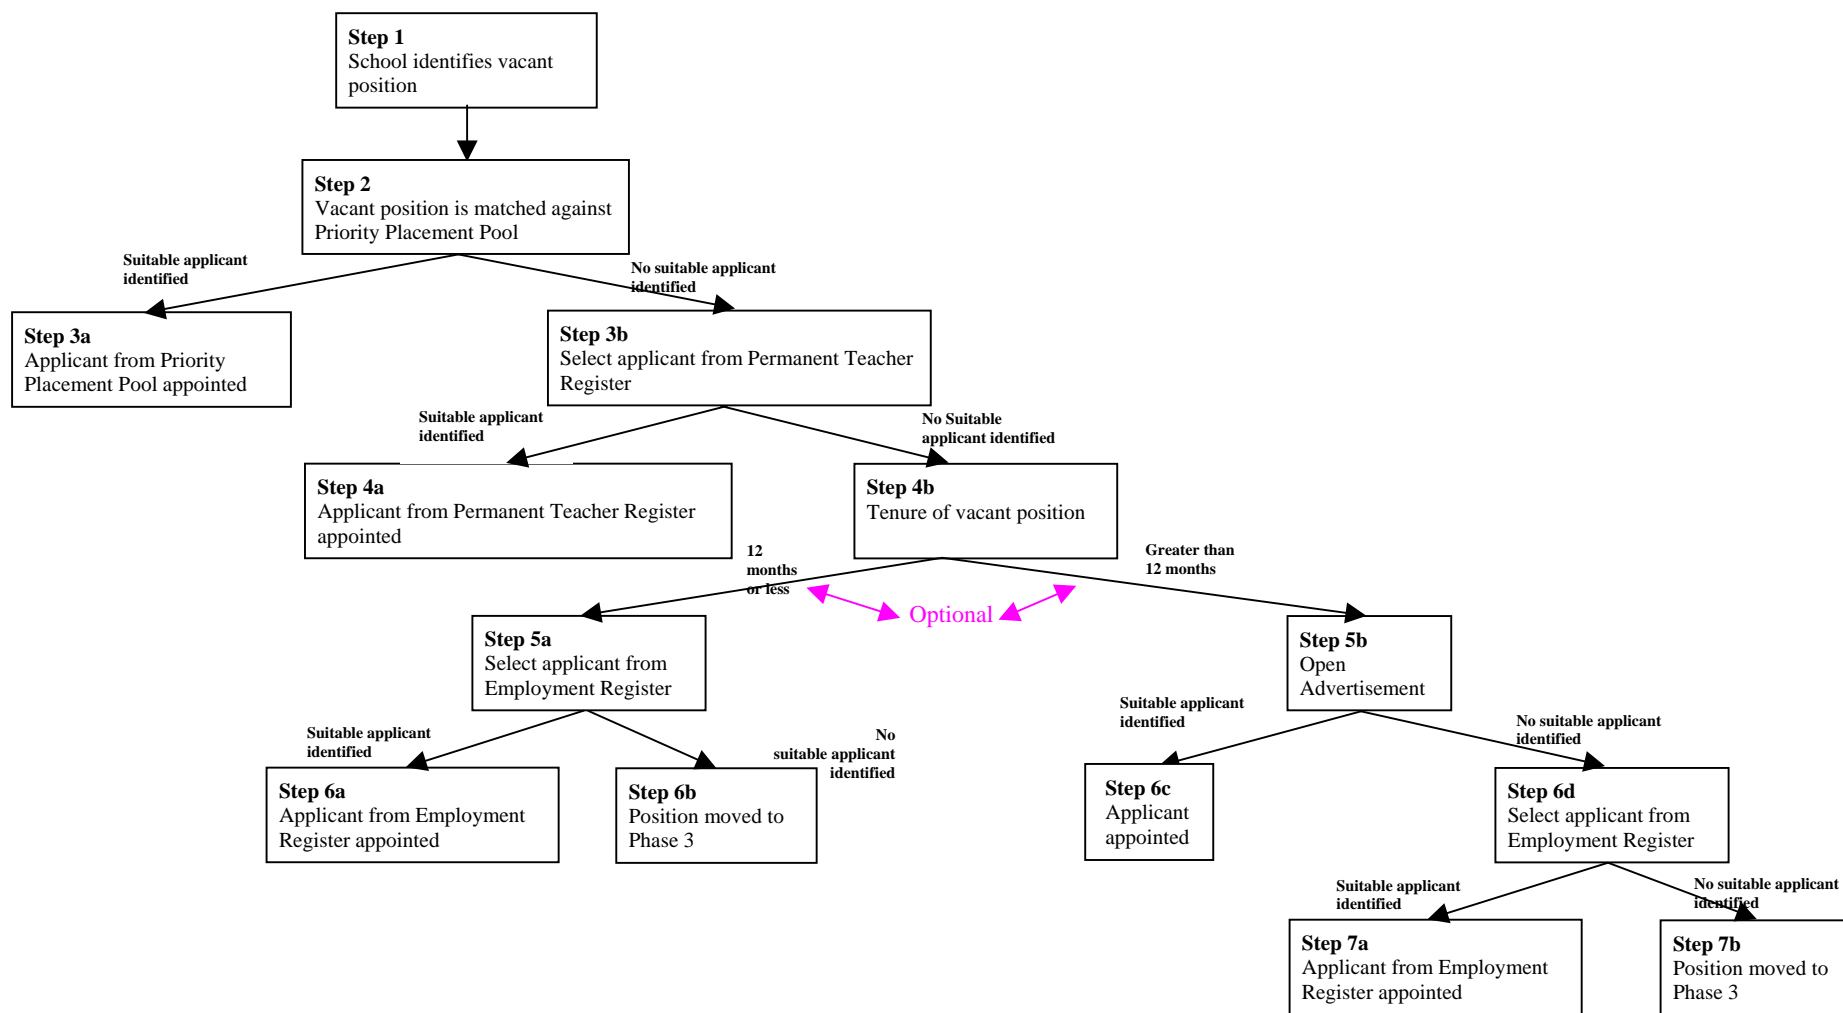 Step 1
School identifies vacant
position
Step 2
Vacant position is matched against
Priority Placement Pool
Suitable applicant
identified
No suitable applicant
identified
Step 3a
Applicant from Priority
Placement Pool appointed
Step 3b
Select applicant from Permanent Teacher
Register
Suitable applicant
identified
No Suitable
applicant identified
Step 4a
Applicant from Permanent Teacher Register
appointed
Step 4b
Tenure of vacant position
12
months
or less
Greater than
12 months
Optional
Step 5a
Select applicant from
Employment Register
Step 5b
Open
Advertisement
Suitable applicant
identified
No
suitable applicant
identified
Suitable applicant
identified
No suitable applicant
identified
Step 6a
Applicant from Employment
Register appointed
Step 6b
Position moved to
Phase 3
Step 6c
Applicant
appointed
Step 6d
Select applicant from
Employment Register
Suitable applicant
identified
No suitable applicant
identified
Step 7a
Applicant from Employment
Register appointed
Step 7b
Position moved to
Phase 3